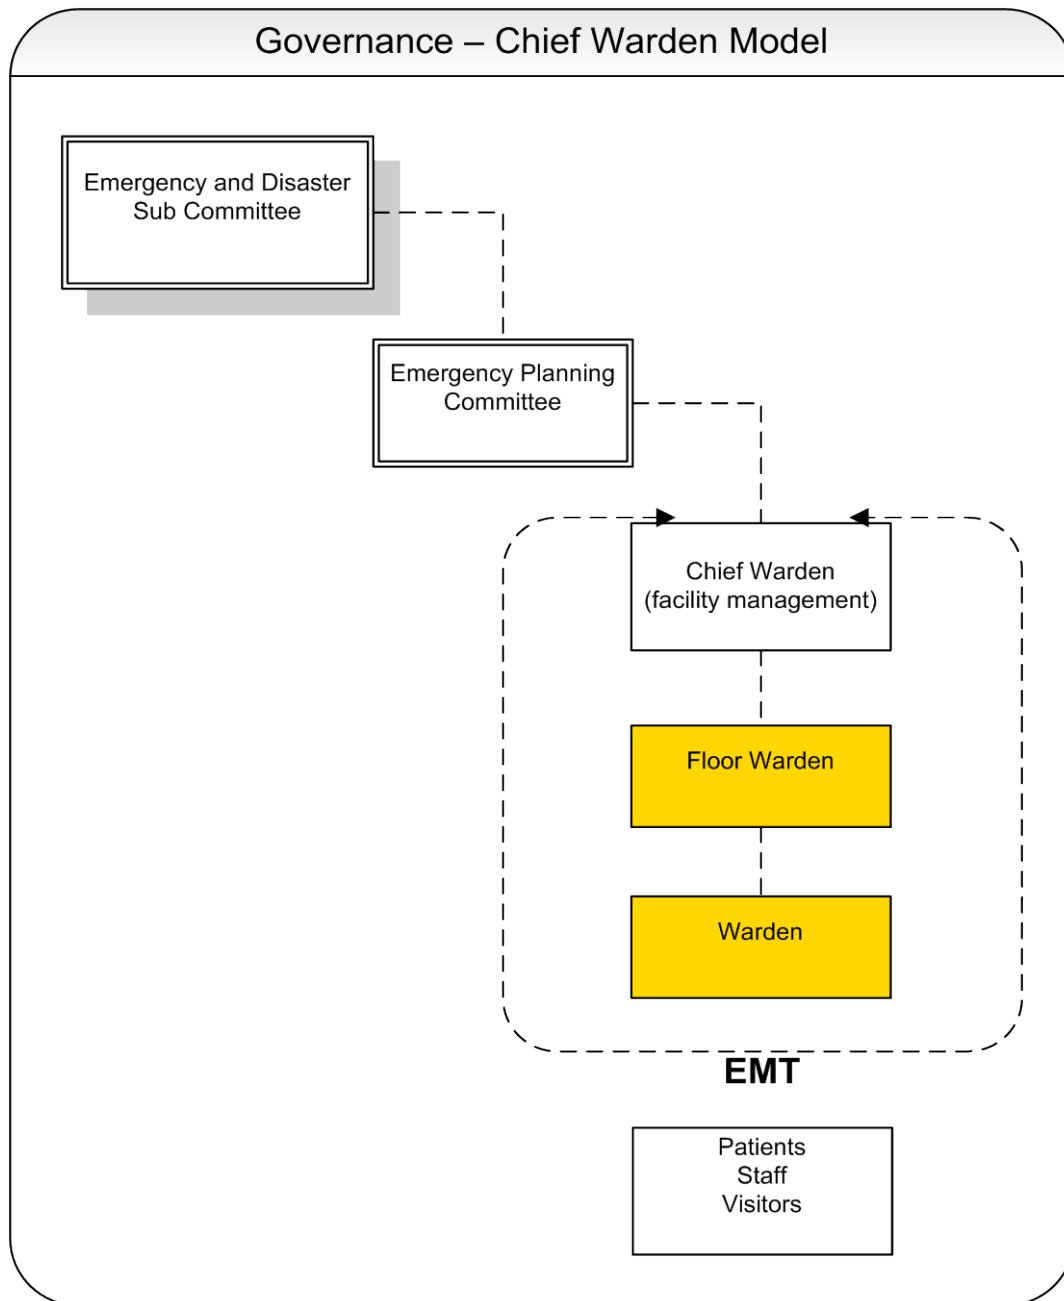 Governance – Chief Warden Model
Emergency and Disaster
Sub Committee
Emergency Planning
Committee
Chief Warden
(facility management)
Floor Warden
Warden
EMT
Patients
Staff
Visitors